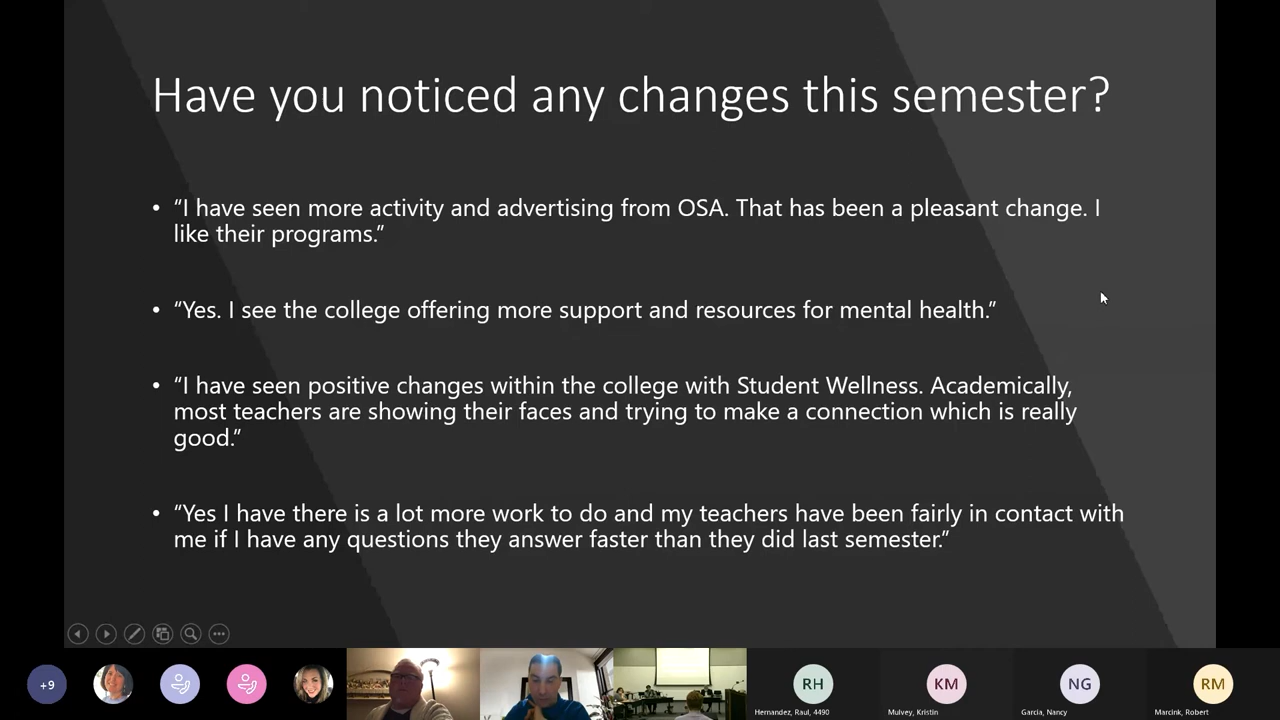 Have you noticed any changes this semester?
• “I have seen more activity and advertising from OSA. That has been a pleasant change. I
like their programs.”
• “Yes. I see the college offering more support and resources for mental health.”
• “I have seen positive changes within the college with Student Wellness. Academically,
most teachers are showing their faces and trying to make a connection which is really
good.”
• “Yes I have there is a lot more work to do and my teachers have been fairly in contact with
me if I have any questions they answer faster than they did last semester.”
+9
RH
KM
NG
RM
Hernandez, Raul, 4490
Mulvey, Kristin
Garcia, Nancy
Marcink, Robert